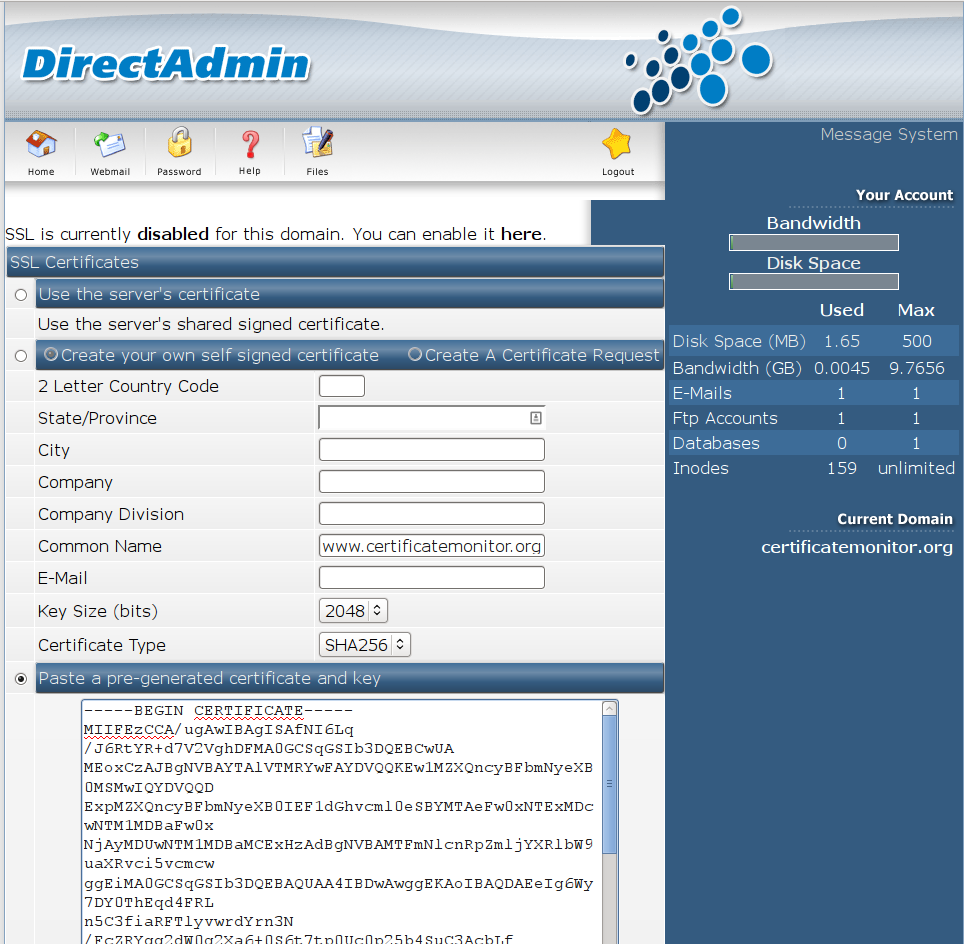 DirectAdmin
Home Webmail Password Help Files Logout
Message System
SSL is currently disabled for this domain. You can enable it here.
SSL Certificates
Use the server's certificate
Use the server's shared signed certificate.
Create your own self signed certificate Create A Certificate Request
2 Letter Country Code
State/Province
City
Company
Company Division
Common Name www.certificatemonitor.org
E-Mail
Key Size (bits) 2048
Certificate Type SHA256
Paste a pre-generated certificate and key
-----BEGIN CERTIFICATE-----
MIIFEzCCA/ugAwIBAgISAfNI6Lq
/J6RtYR+d7V2VghDFMA0GCSqGSIb3DQEBCwUA
MEoxCzAJBgNVBAYTAlVTMRYwFAYDVQQKEw1MZXQncyBFbmNyeXB
0MSMwIQYDVQQD
ExpMZXQncyBFbmNyeXB0IEF1dGhvcml0eSBYMTAeFw0xNTExMDc
wNTM1MDBaFw0x
NjAyMDUwNTM1MDBaMCExHzAdBgNVBAMTFmNlcnRpZmljYXRlbW9
uaXRvci5vcmcw
ggEiMA0GCSqGSIb3DQEBAQUAA4IBDwAwggEKAoIBAQDAEeIg6Wy
7DY0ThEqd4FRL
n5C3fiaRFTlyvwrdYrn3N
Your Account
Bandwidth
Disk Space
Used Max
Disk Space (MB) 1.65 500
Bandwidth (GB) 0.0045 9.7656
E-Mails 1 1
Ftp Accounts 1 1
Databases 0 1
Inodes 159 unlimited
Current Domain
certificatemonitor.org